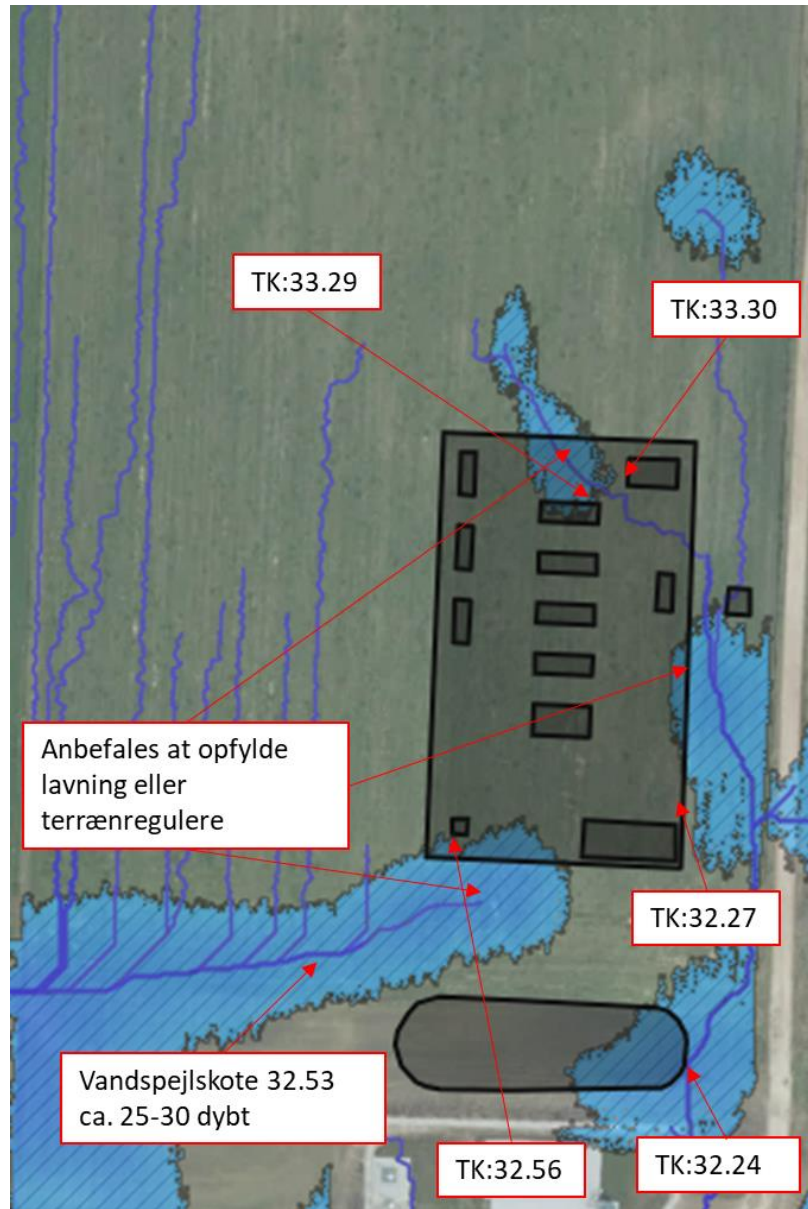 TK:33.29
TK:33.30
Anbefales at opfylde
lavning eller
terrænregulere
TK:32.27
Vandspejlskote 32.53
ca. 25-30 dybt
TK:32.56
TK:32.24